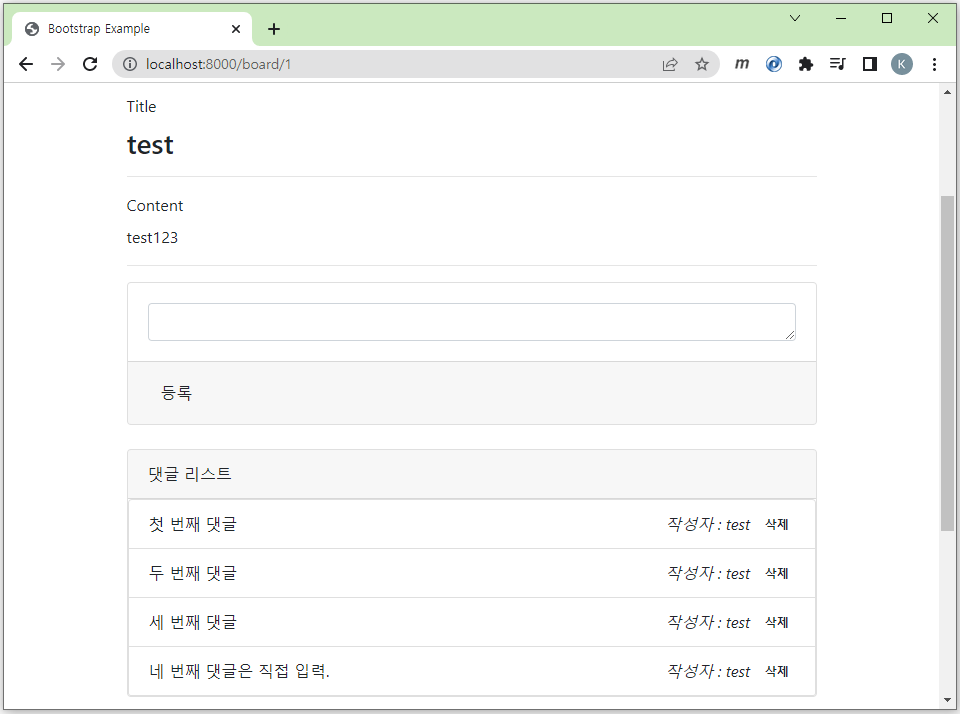 Bootstrap Example
localhost:8000/board/1
m
K
Title
test
Content
test123
등록
댓글 리스트
첫 번째 댓글 작성자 : test 삭제
두 번째 댓글 작성자 : test 삭제
세 번째 댓글 작성자 : test 삭제
네 번째 댓글은 직접 입력. 작성자 : test 삭제